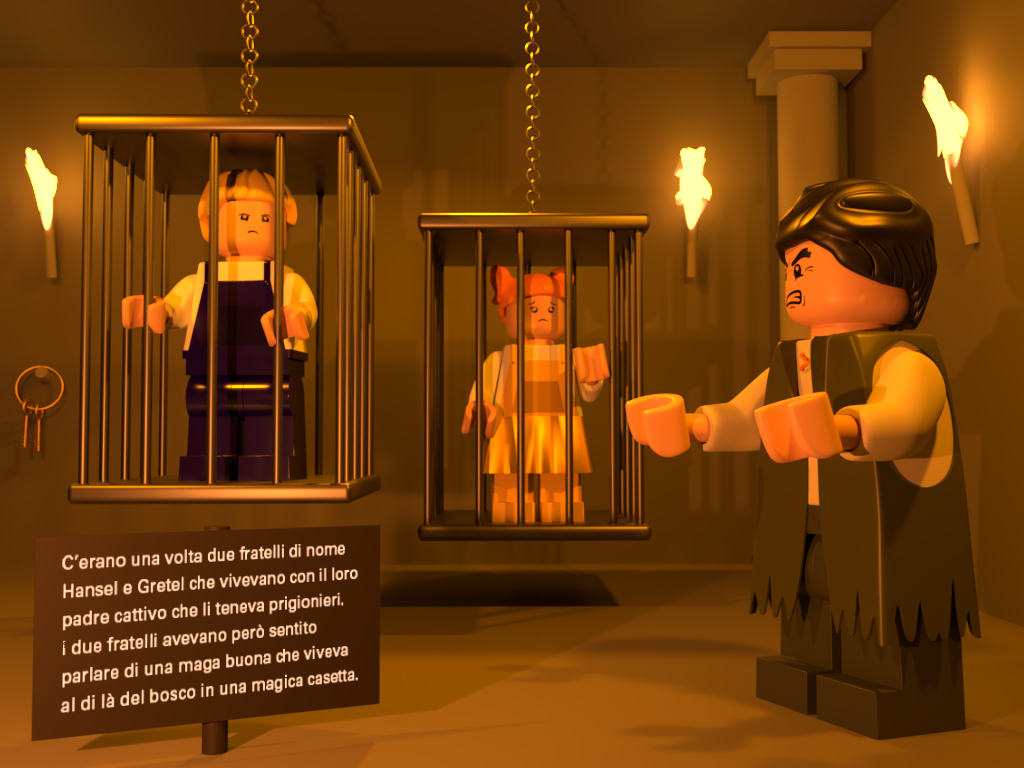 C'erano una volta due fratelli di nome
Hansel e Gretel che vivevano con il loro
padre cattivo che li teneva prigionieri.
i due fratelli avevano però sentito
parlare di una maga buona che viveva
al di là del bosco in una magica casetta.